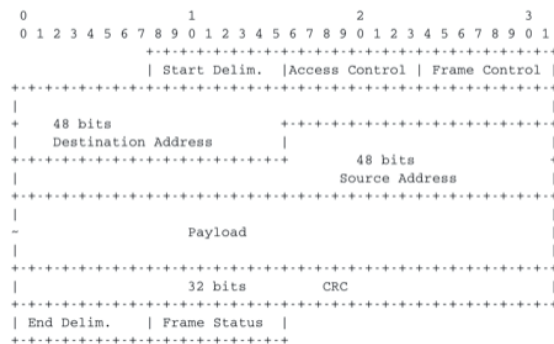 0 1 2 3
0 1 2 3 4 5 6 7 8 9 0 1 2 3 4 5 6 7 8 9 0 1 2 3 4 5 6 7 8 9 0 1
| Start Delim. |Access Control | Frame Control |
48 bits
Destination Address
48 bits
Source Address
~ Payload
32 bits CRC
| End Delim. | Frame Status |